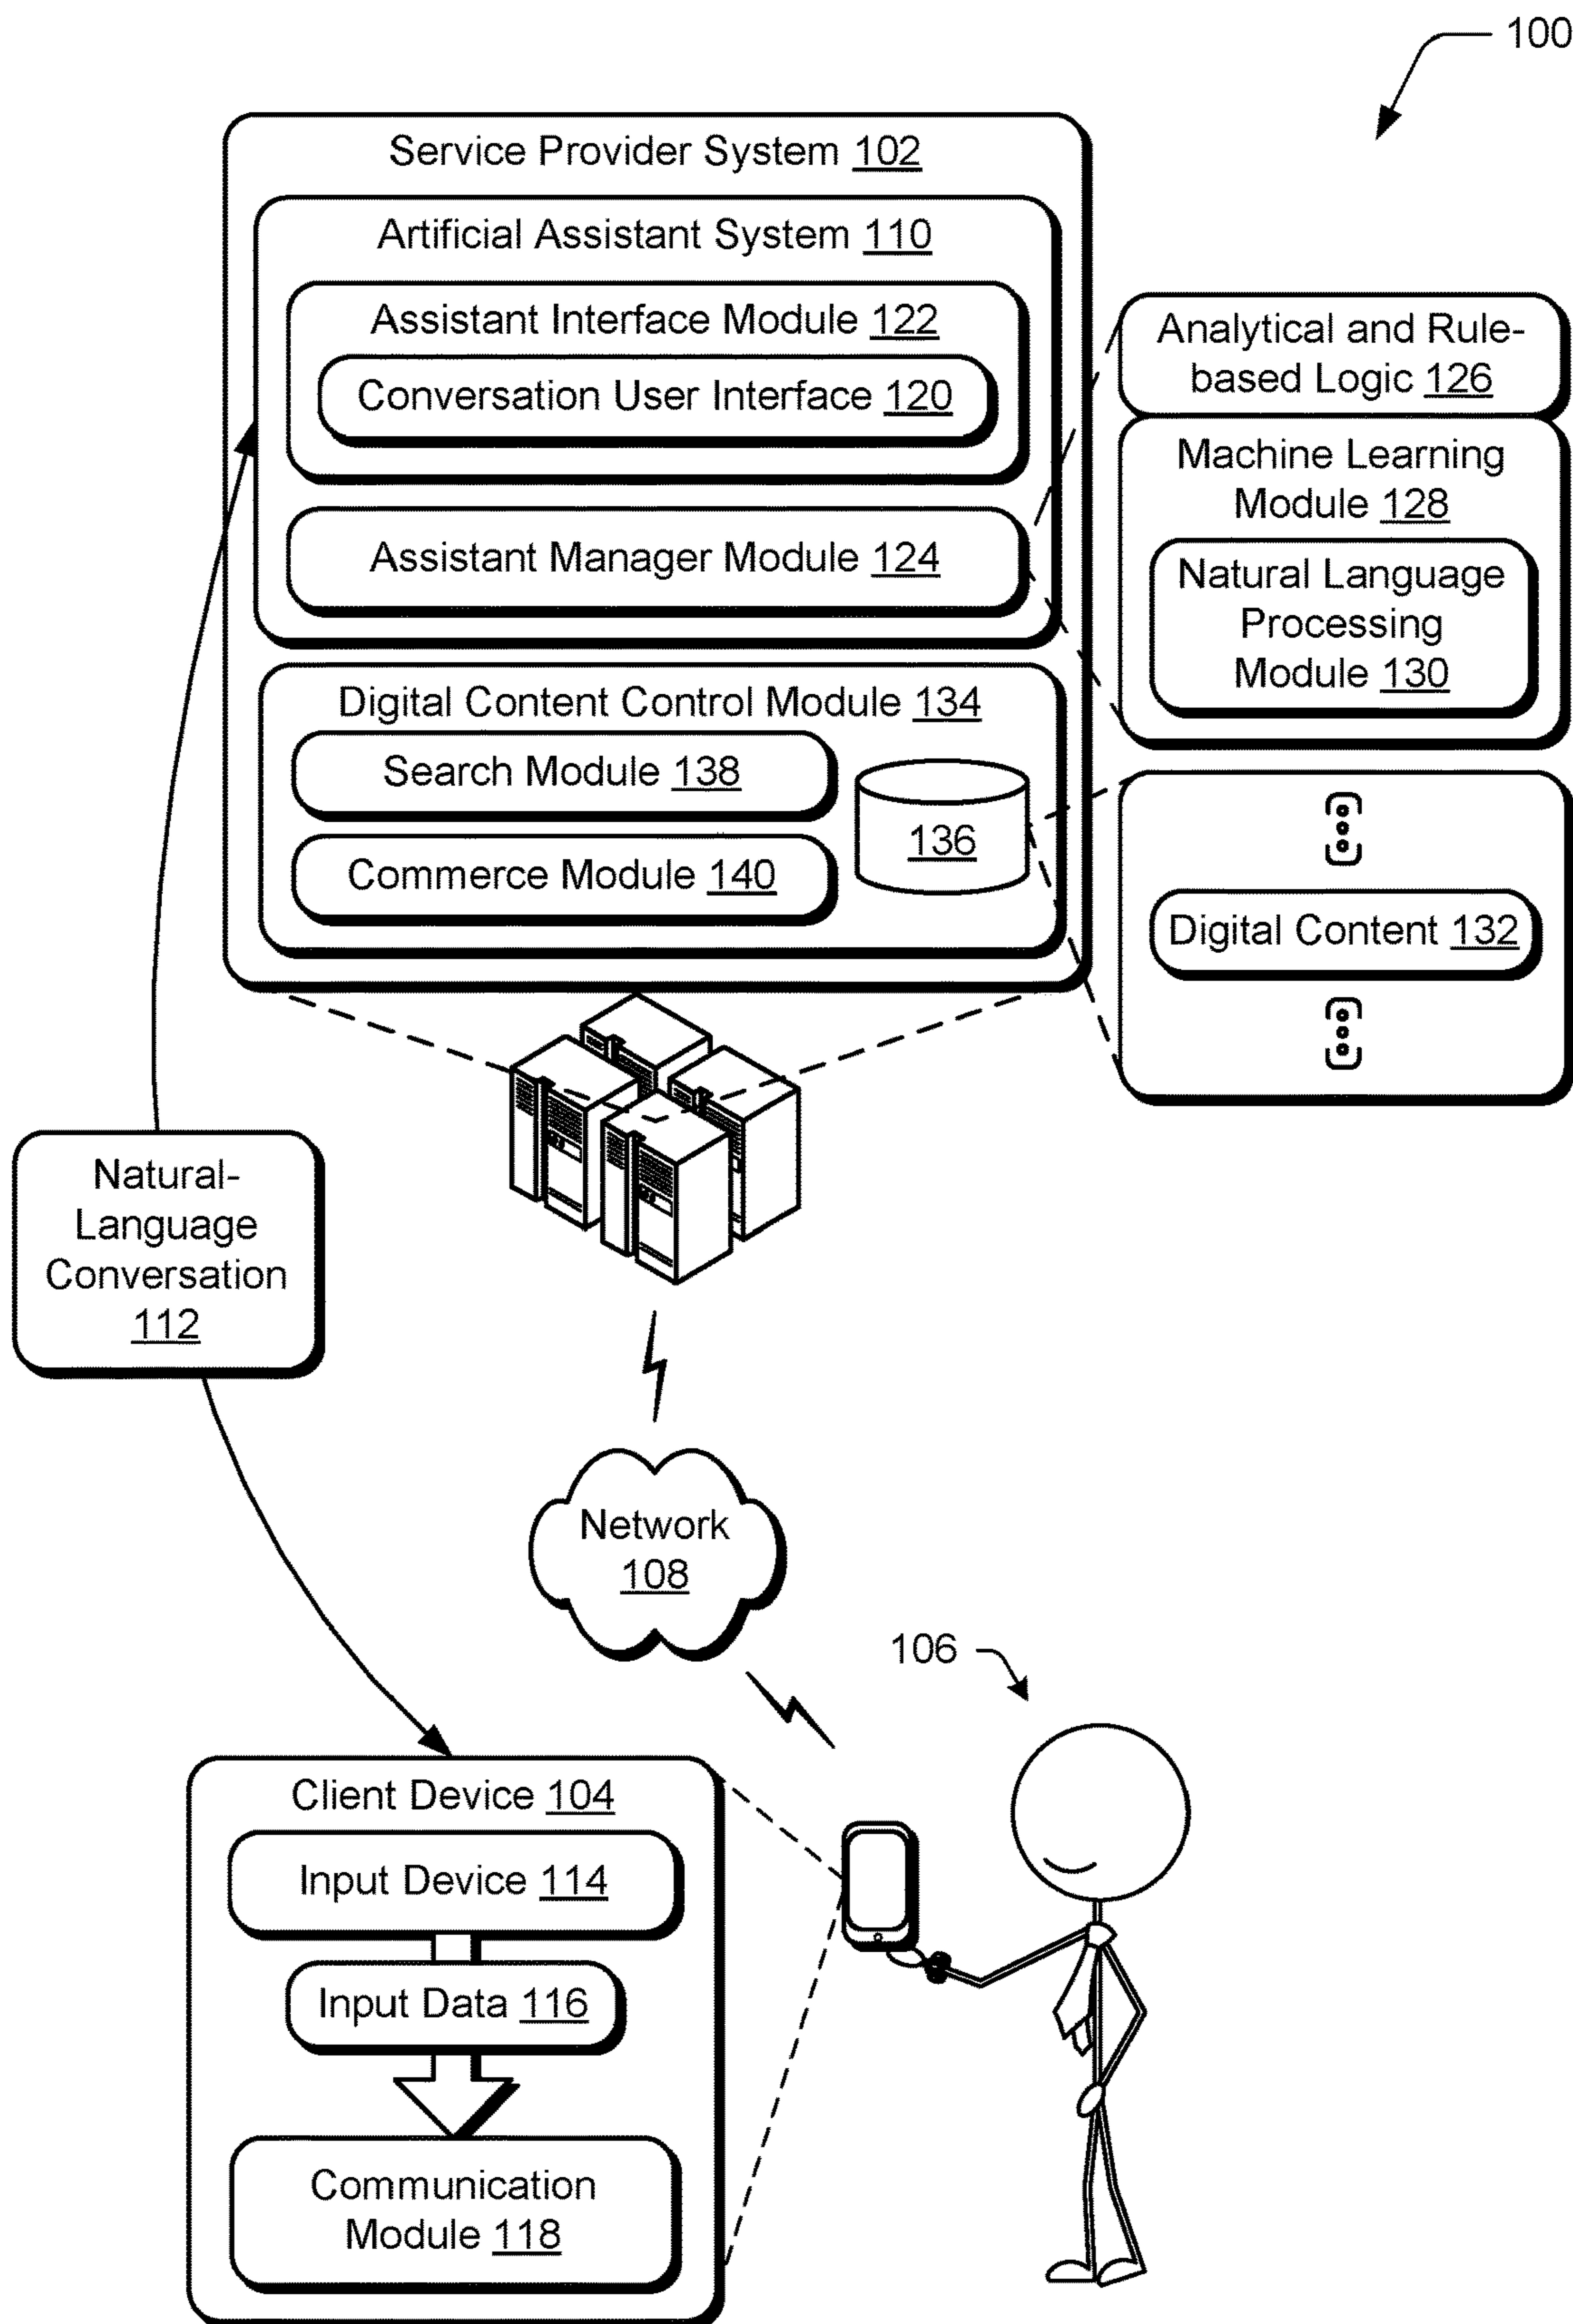 100
Service Provider System 102
Artificial Assistant System 110
Assistant Interface Module 122
Conversation User Interface 120
Assistant Manager Module 124
Analytical and Rule-
based Logic 126
Machine Learning
Module 128
Natural Language
Processing
Module 130
Digital Content Control Module 134
Search Module 138
Commerce Module 140
136
Digital Content 132
Natural-
Language
Conversation
112
Network
108
106
Client Device 104
Input Device 114
Input Data 116
Communication
Module 118